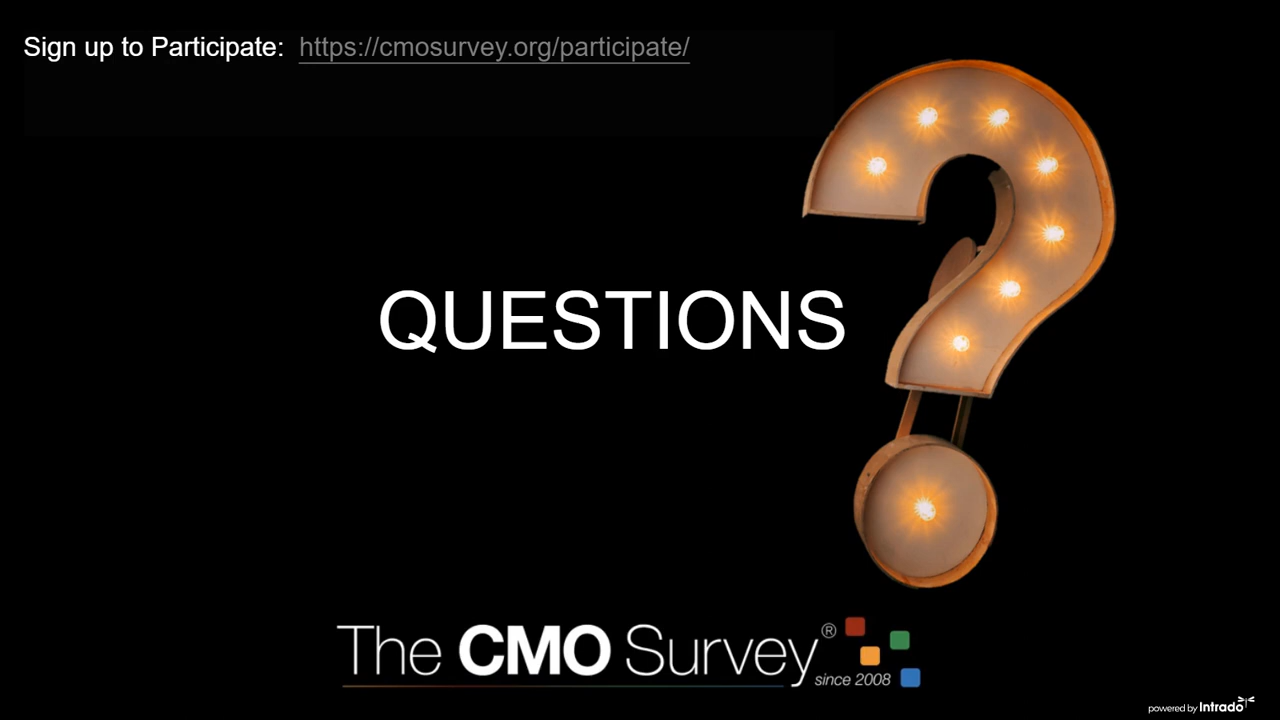 Sign up to Participate: https://cmosurvey.org/participate/
QUESTIONS
The CMO Survey®
since 2008
powered by Intrado